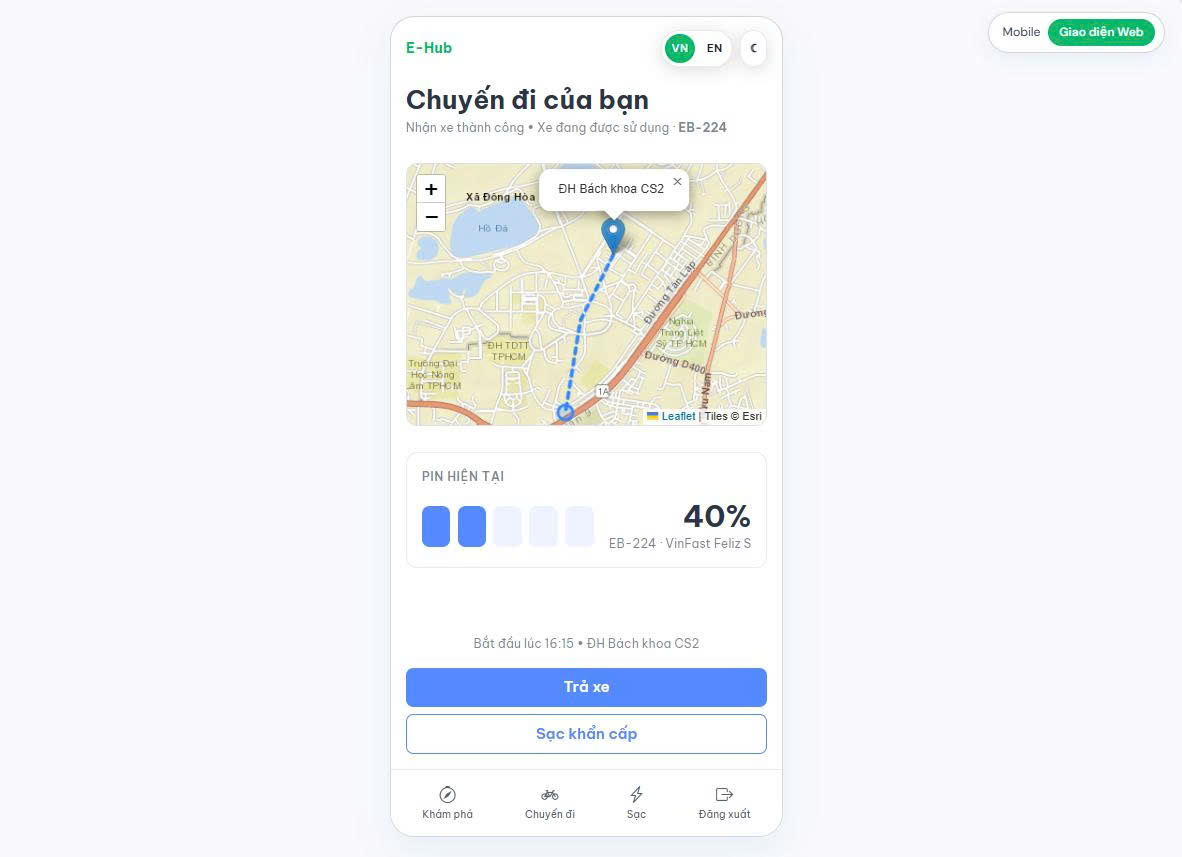 E-Hub
VN EN
Mobile Giao diện Web
Chuyến đi của bạn
Nhận xe thành công • Xe đang được sử dụng · EB-224
+
−
ĐH Bách khoa CS2 ×
Xã Đông Hòa
Hồ Đá
Đường Tân Lập
BÌNH DƯƠNG
Nghĩa
Trang Liệt
Sỹ TP HCM
Đường
ĐH TDTT
TPHCM
Đường D400
Trường Đại
Học Nông
Lâm TPHCM
1A
Leaflet | Tiles © Esri
PIN HIỆN TẠI
40%
EB-224 · VinFast Feliz S
Bắt đầu lúc 16:15 • ĐH Bách khoa CS2
Trả xe
Sạc khẩn cấp
Khám phá Chuyến đi Sạc Đăng xuất